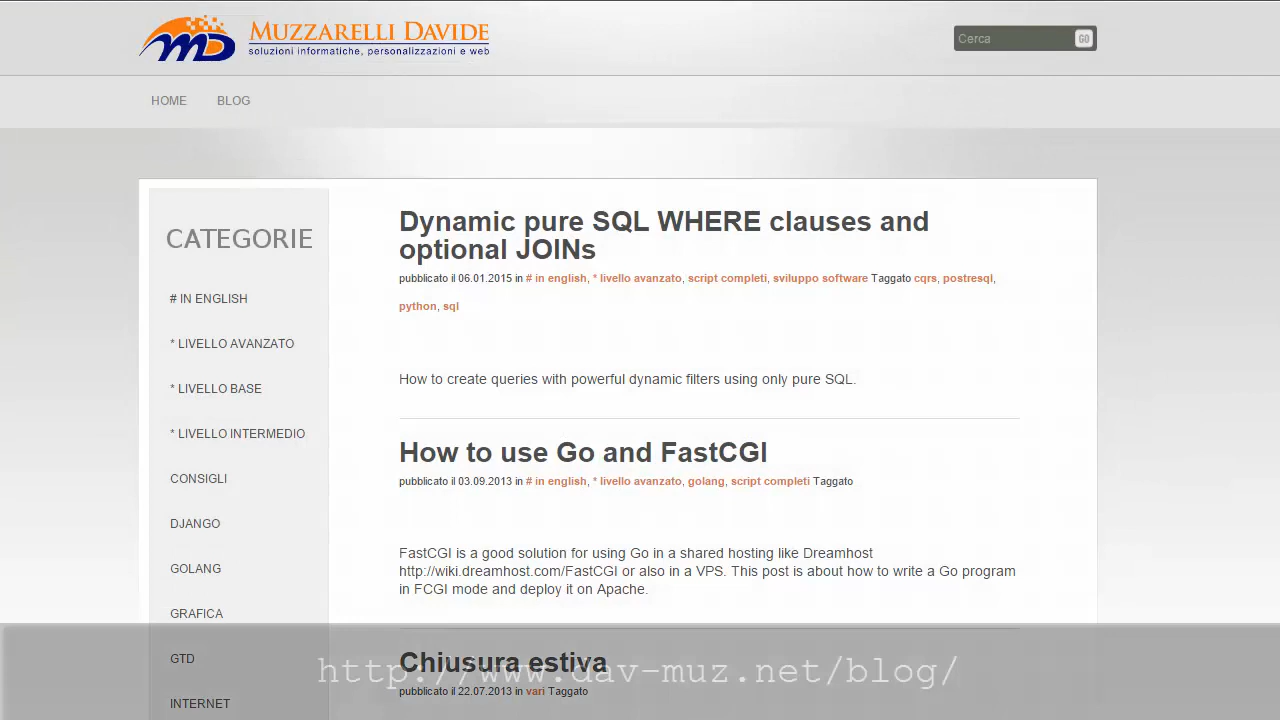 MUZZARELLI DAVIDE
soluzioni informatiche, personalizzazioni e web
Cerca GO
HOME BLOG
CATEGORIE
# IN ENGLISH
* LIVELLO AVANZATO
* LIVELLO BASE
* LIVELLO INTERMEDIO
CONSIGLI
DJANGO
GOLANG
GRAFICA
GTD
INTERNET
Dynamic pure SQL WHERE clauses and
optional JOINs
pubblicato il 06.01.2015 in # in english, * livello avanzato, script completi, sviluppo software Taggato cqrs, postresql,
python, sql
How to create queries with powerful dynamic filters using only pure SQL.
How to use Go and FastCGI
pubblicato il 03.09.2013 in # in english, * livello avanzato, golang, script completi Taggato
FastCGI is a good solution for using Go in a shared hosting like Dreamhost
http://wiki.dreamhost.com/FastCGI or also in a VPS. This post is about how to write a Go program
in FCGI mode and deploy it on Apache.
Chiusura estiva
pubblicato il 22.07.2013 in vari Taggato
http://www.dav-muz.net/blog/